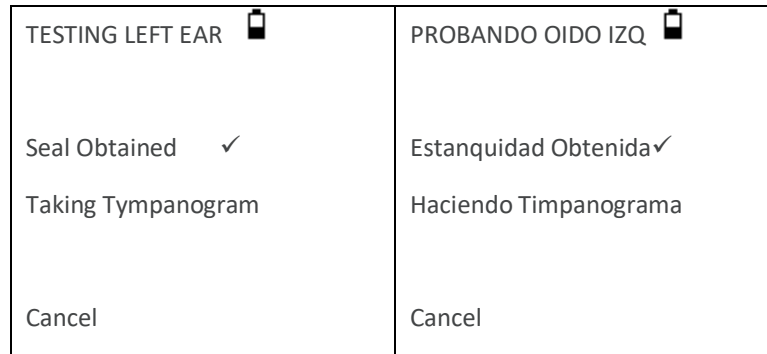 TESTING LEFT EAR
Seal Obtained ✓
Taking Tympanogram
Cancel
PROBANDO OIDO IZQ
Estanquidad Obtenida✓
Haciendo Timpanograma
Cancel